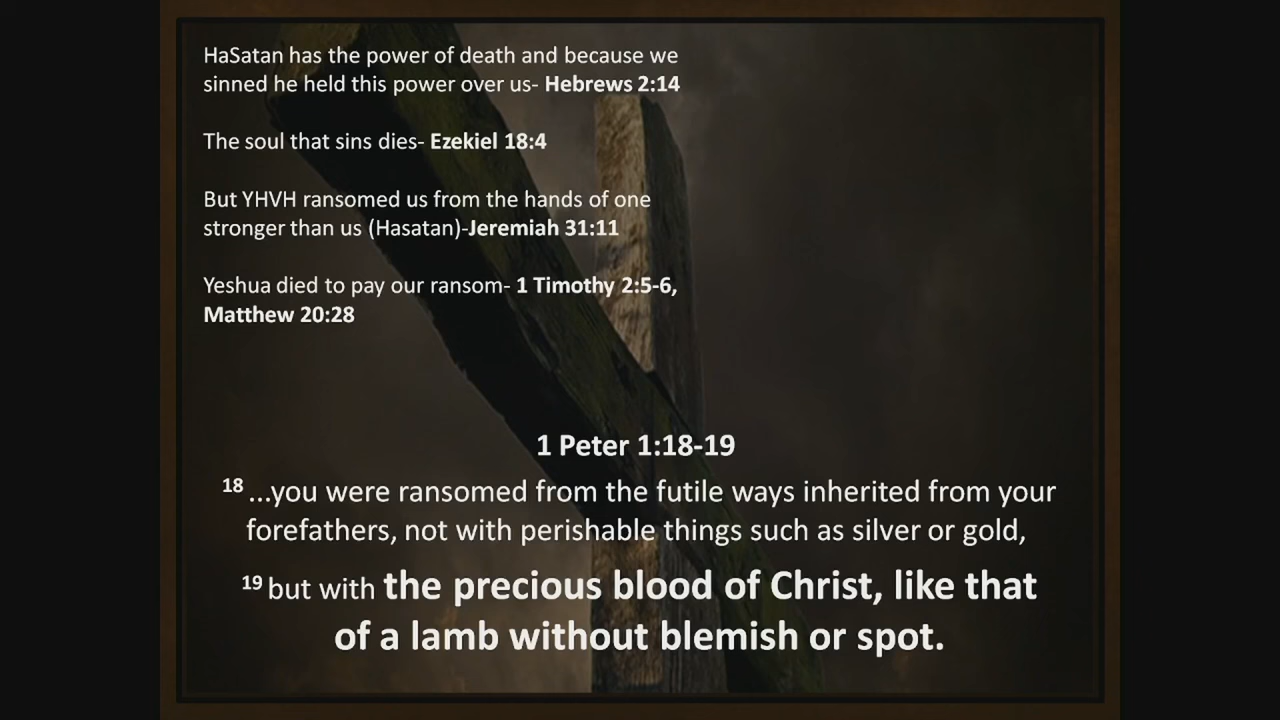 HaSatan has the power of death and because we
sinned he held this power over us- Hebrews 2:14
The soul that sins dies- Ezekiel 18:4
But YHVH ransomed us from the hands of one
stronger than us (Hasatan)-Jeremiah 31:11
Yeshua died to pay our ransom- 1 Timothy 2:5-6,
Matthew 20:28
1 Peter 1:18-19
18 ...you were ransomed from the futile ways inherited from your
forefathers, not with perishable things such as silver or gold,
19 but with the precious blood of Christ, like that
of a lamb without blemish or spot.